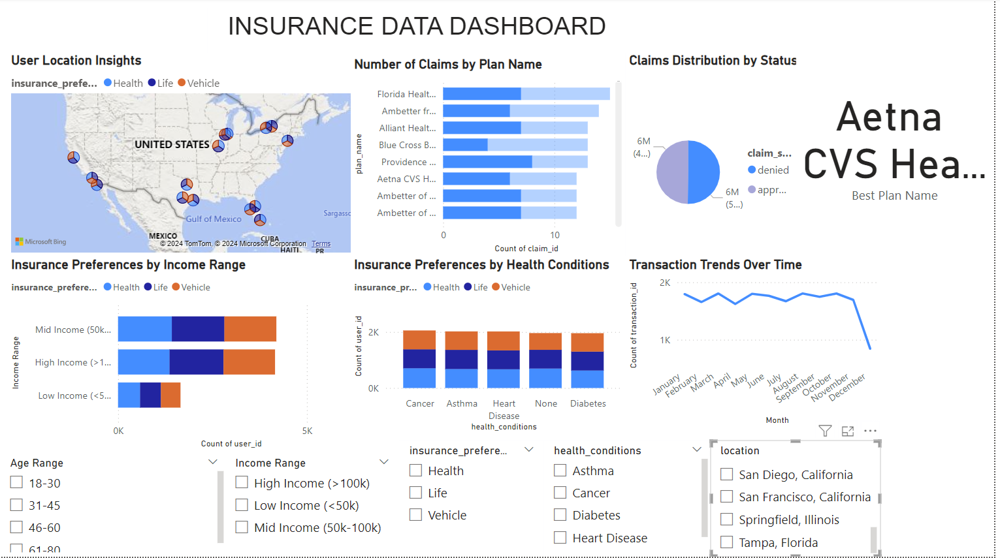 INSURANCE DATA DASHBOARD
User Location Insights
insurance_prefe... Health Life Vehicle
UNITED STATES
Gulf of Mexico
Sargasso
MEXICO
CUBA
HAITI
PR
Microsoft Bing
© 2024 TomTom, © 2024 Microsoft Corporation Terms
Number of Claims by Plan Name
plan_name
Florida Healt...
Ambetter fr...
Alliant Healt...
Blue Cross B...
Providence ...
Aetna CVS H...
Ambetter of ...
Ambetter of ...
0 10
Count of claim_id
Claims Distribution by Status
6M
(4...)
6M
(5...)
claim_s...
denied
appr...
Aetna
CVS Hea...
Best Plan Name
Insurance Preferences by Income Range
insurance_prefere... Health Life Vehicle
Income Range
Mid Income (50k...
High Income (>1...
Low Income (<5...
0K 5K
Count of user_id
Insurance Preferences by Health Conditions
insurance_pr... Health Life Vehicle
Count of user_id
2K
0K
Cancer Asthma Heart Disease None Diabetes
health_conditions
Transaction Trends Over Time
Count of transaction_id
2K
1K
January February March April May June July August September October November December
Month
Age Range
18-30
31-45
46-60
61-80
Income Range
High Income (>100k)
Low Income (<50k)
Mid Income (50k-100k)
insurance_prefere...
Health
Life
Vehicle
health_conditions
Asthma
Cancer
Diabetes
Heart Disease
location
San Diego, California
San Francisco, California
Springfield, Illinois
Tampa, Florida